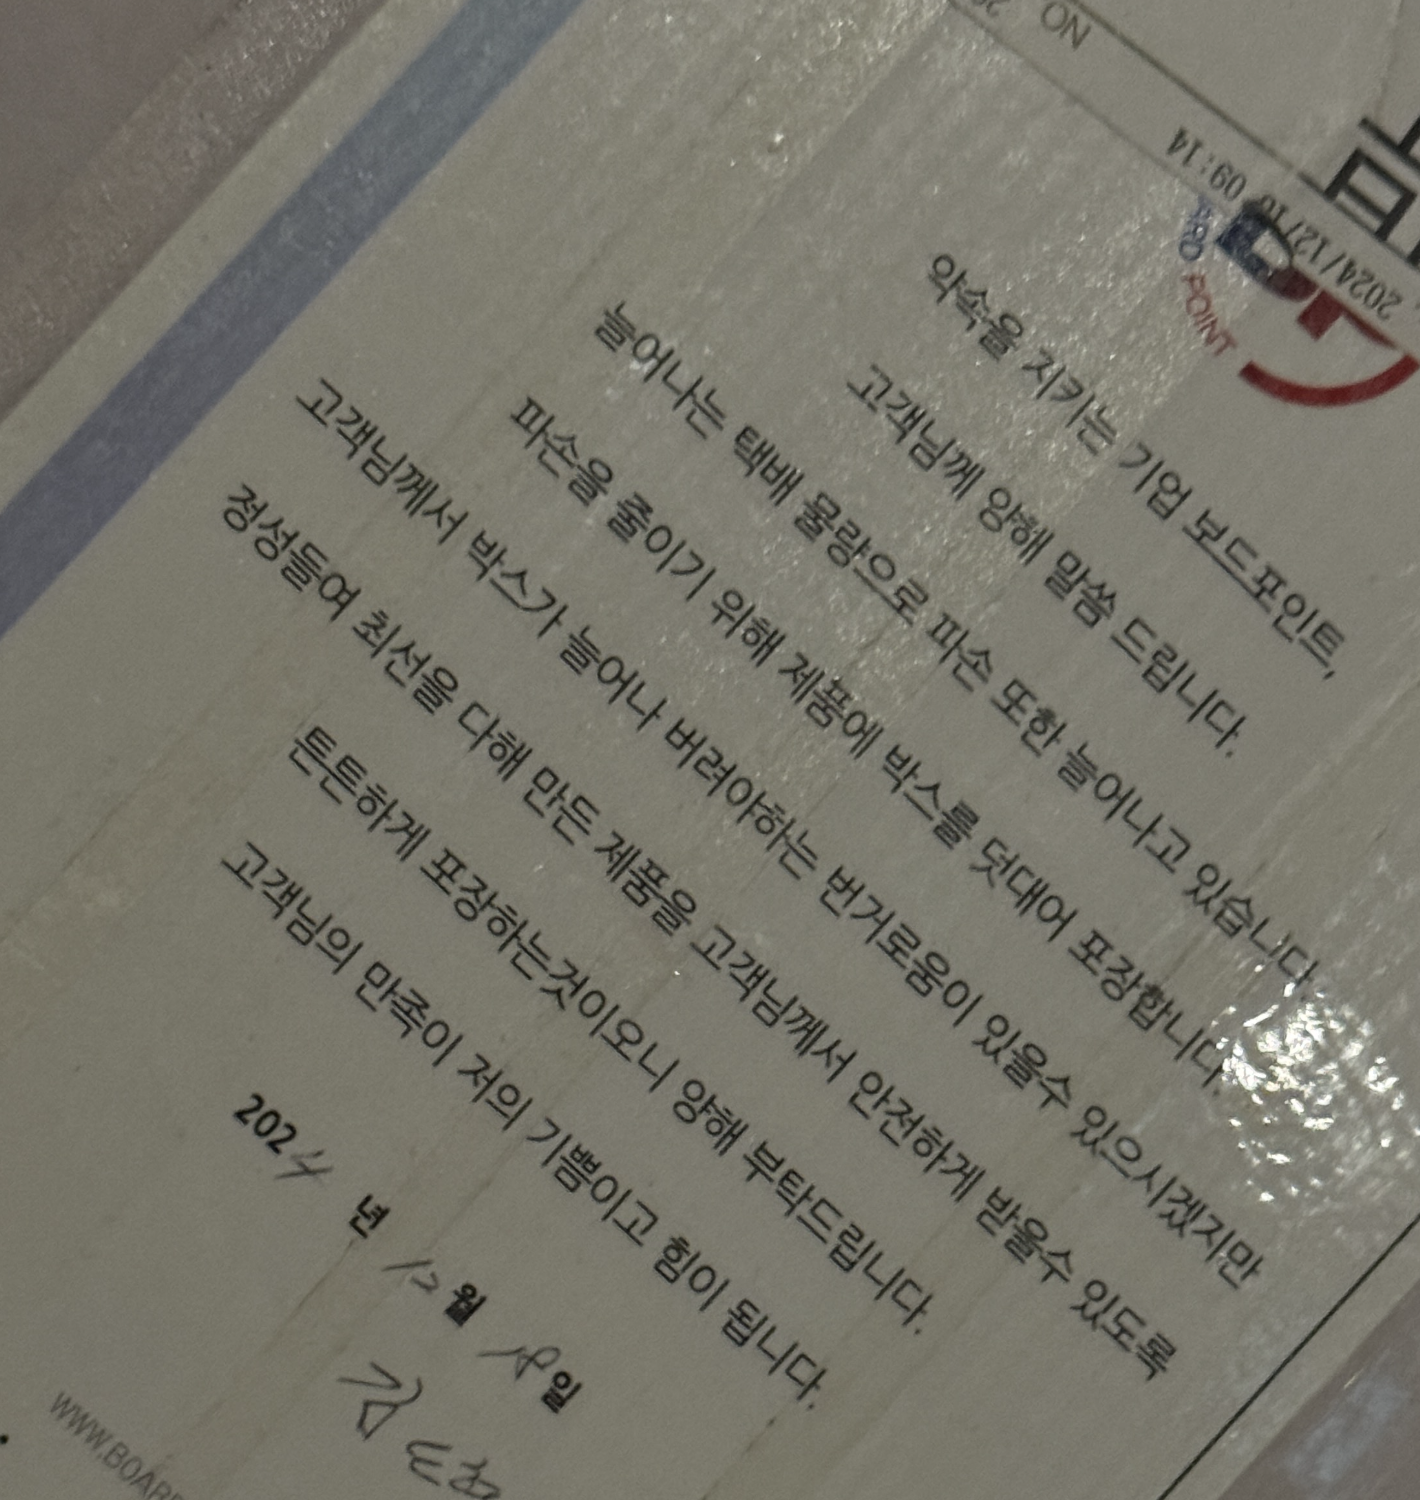 NO
2024/12/10 09:14
POINT
약속을 지키는 기업 보드포인트,
고객님께 양해 말씀 드립니다.
늘어나는 택배 물량으로 파손 또한 늘어나고 있습니다.
파손을 줄이기 위해 제품에 박스를 덧대어 포장합니다.
고객님께서 박스가 늘어나 버려야하는 번거로움이 있을수 있으시겠지만
정성들여 최선을 다해 만든 제품을 고객님께서 안전하게 받을수 있도록
튼튼하게 포장하는것이오니 양해 부탁드립니다.
고객님의 만족이 저의 기쁨이고 힘이 됩니다.
2024 년 12 월 일
김
WWW.BOARD